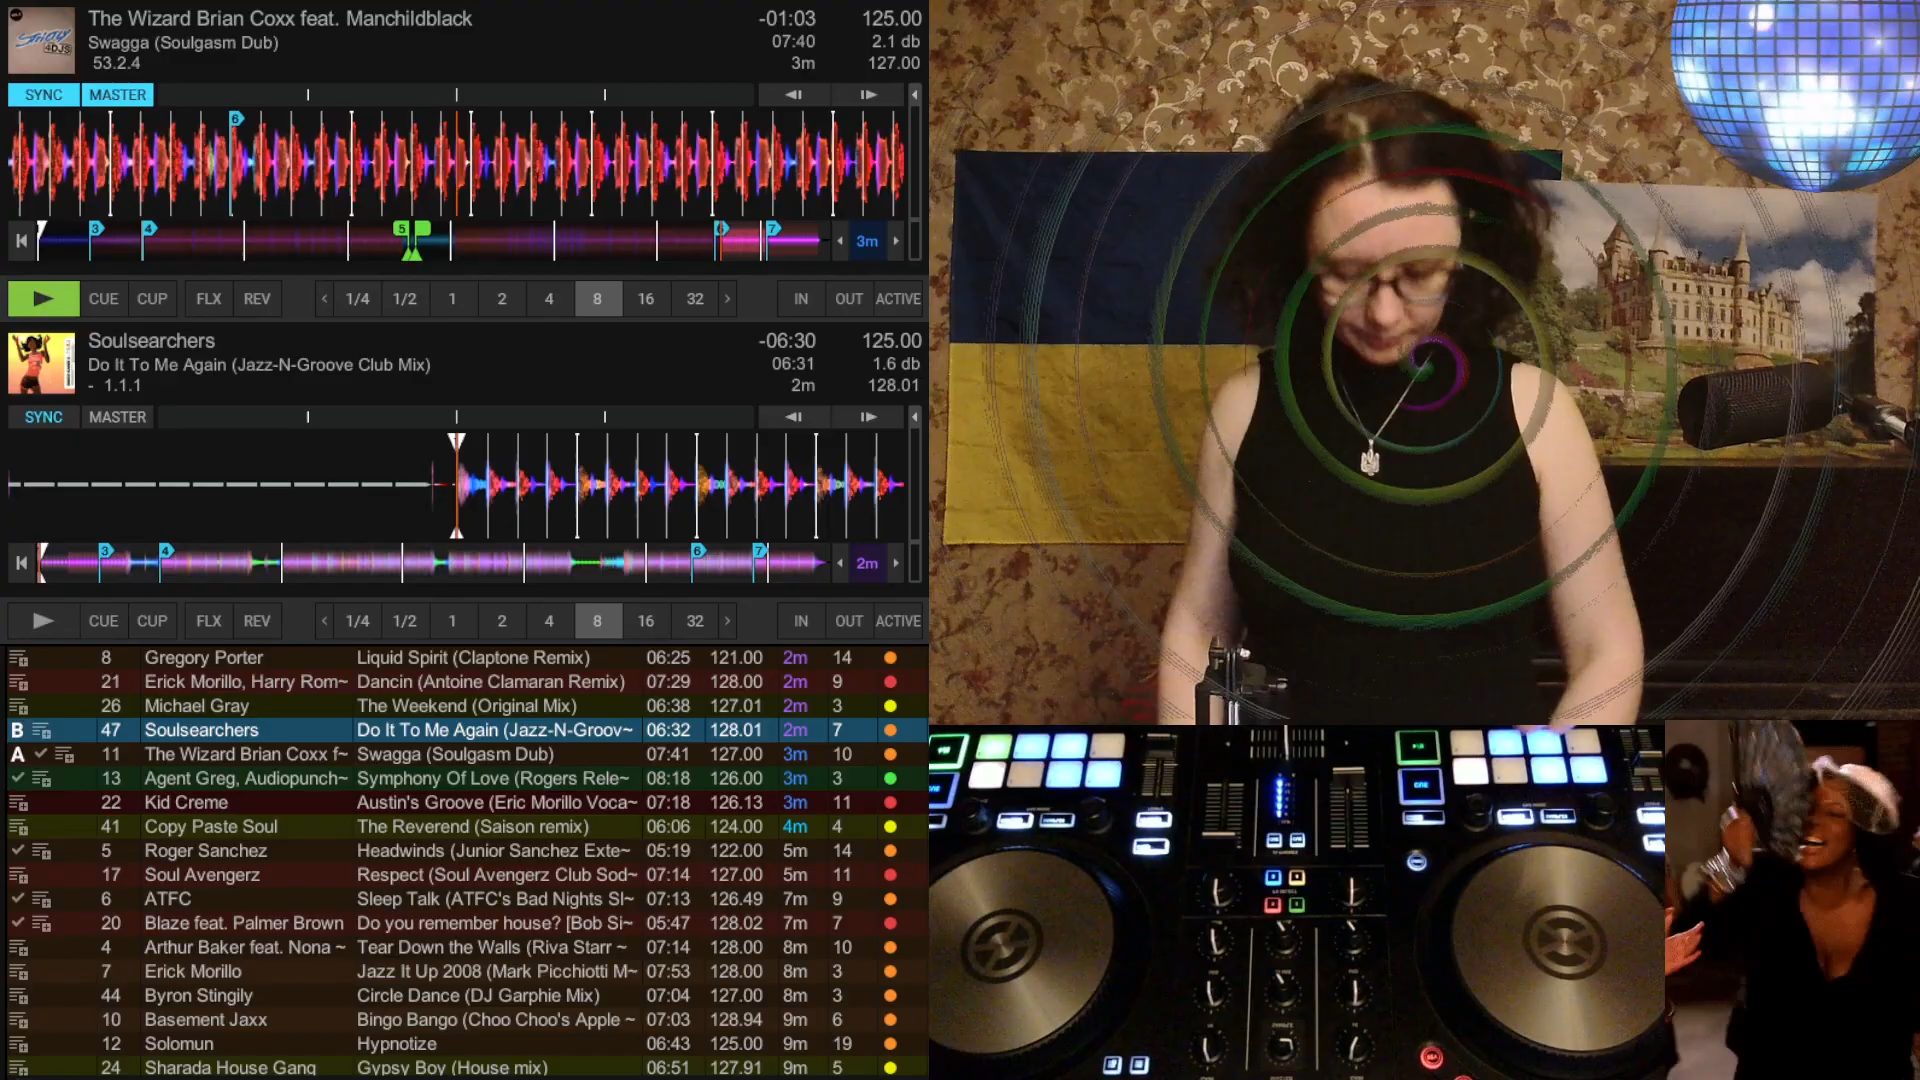 The Wizard Brian Coxx feat. Manchildblack -01:03 125.00
Swagga (Soulgasm Dub) 07:40 2.1 db
53.2.4 3m 127.00
SYNC MASTER
6
3 4 5 7 3m
CUE CUP FLX REV 1/4 1/2 1 2 4 8 16 32 IN OUT ACTIVE
Soulsearchers -06:30 125.00
Do It To Me Again (Jazz-N-Groove Club Mix) 06:31 1.6 db
- 1.1.1 2m 128.01
SYNC MASTER
3 4 6 7 2m
CUE CUP FLX REV 1/4 1/2 1 2 4 8 16 32 IN OUT ACTIVE
8 Gregory Porter Liquid Spirit (Claptone Remix) 06:25 121.00 2m 14
21 Erick Morillo, Harry Rom~ Dancin (Antoine Clamaran Remix) 07:29 128.00 2m 9
26 Michael Gray The Weekend (Original Mix) 06:38 127.01 2m 3
B 47 Soulsearchers Do It To Me Again (Jazz-N-Groov~ 06:32 128.01 2m 7
A 11 The Wizard Brian Coxx f~ Swagga (Soulgasm Dub) 07:41 127.00 3m 10
13 Agent Greg, Audiopunch~ Symphony Of Love (Rogers Rele~ 08:18 126.00 3m 3
22 Kid Creme Austin's Groove (Eric Morillo Voca~ 07:18 126.13 3m 11
41 Copy Paste Soul The Reverend (Saison remix) 06:06 124.00 4m 4
5 Roger Sanchez Headwinds (Junior Sanchez Exte~ 05:19 122.00 5m 14
17 Soul Avengerz Respect (Soul Avengerz Club Sod~ 07:14 127.00 5m 11
6 ATFC Sleep Talk (ATFC's Bad Nights Sl~ 07:13 126.49 7m 9
20 Blaze feat. Palmer Brown Do you remember house? [Bob Si~ 05:47 128.02 7m 7
4 Arthur Baker feat. Nona ~ Tear Down the Walls (Riva Starr ~ 07:14 128.00 8m 10
7 Erick Morillo Jazz It Up 2008 (Mark Picchiotti M~ 07:53 128.00 8m 3
44 Byron Stingily Circle Dance (DJ Garphie Mix) 07:04 127.00 8m 3
10 Basement Jaxx Bingo Bango (Choo Choo's Apple ~ 07:03 128.94 9m 6
12 Solomun Hypnotize 06:43 125.00 9m 19
24 Sharada House Gang Gypsy Boy (House mix) 06:51 127.91 9m 5